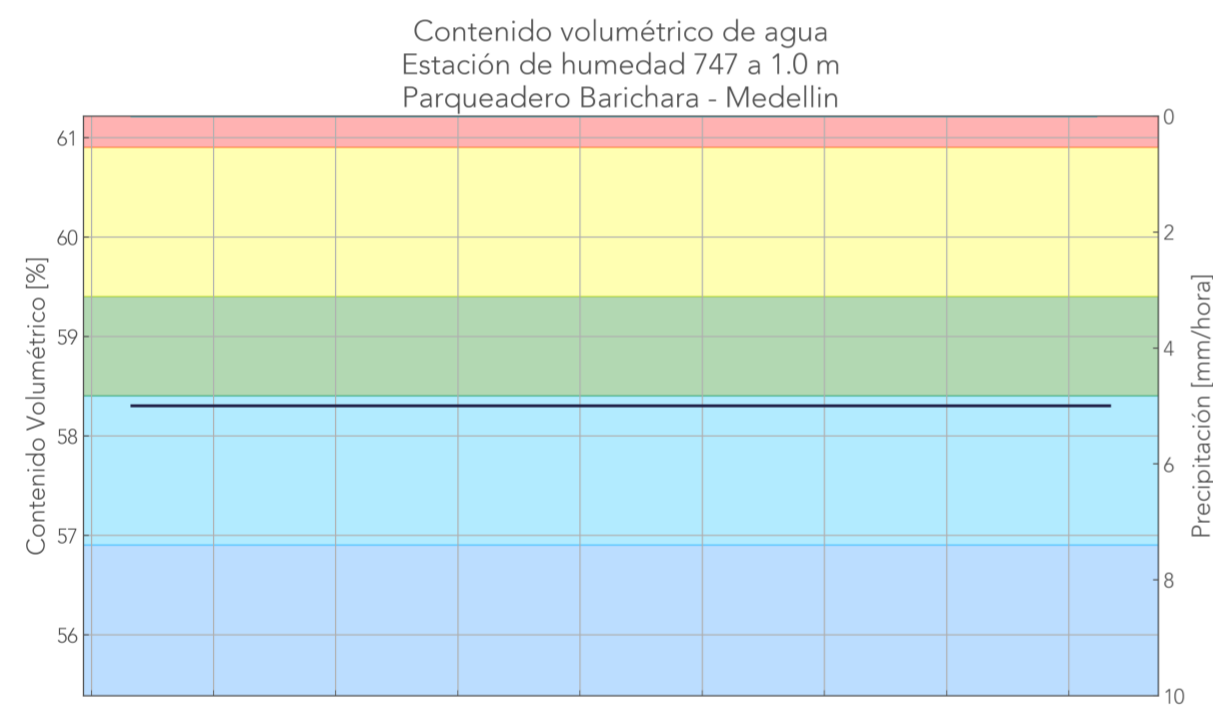 Contenido volumétrico de agua
Estación de humedad 747 a 1.0 m
Parqueadero Barichara - Medellin
Contenido Volumétrico [%]
61
60
59
58
57
56
0
2
4
6
8
10
Precipitación [mm/hora]